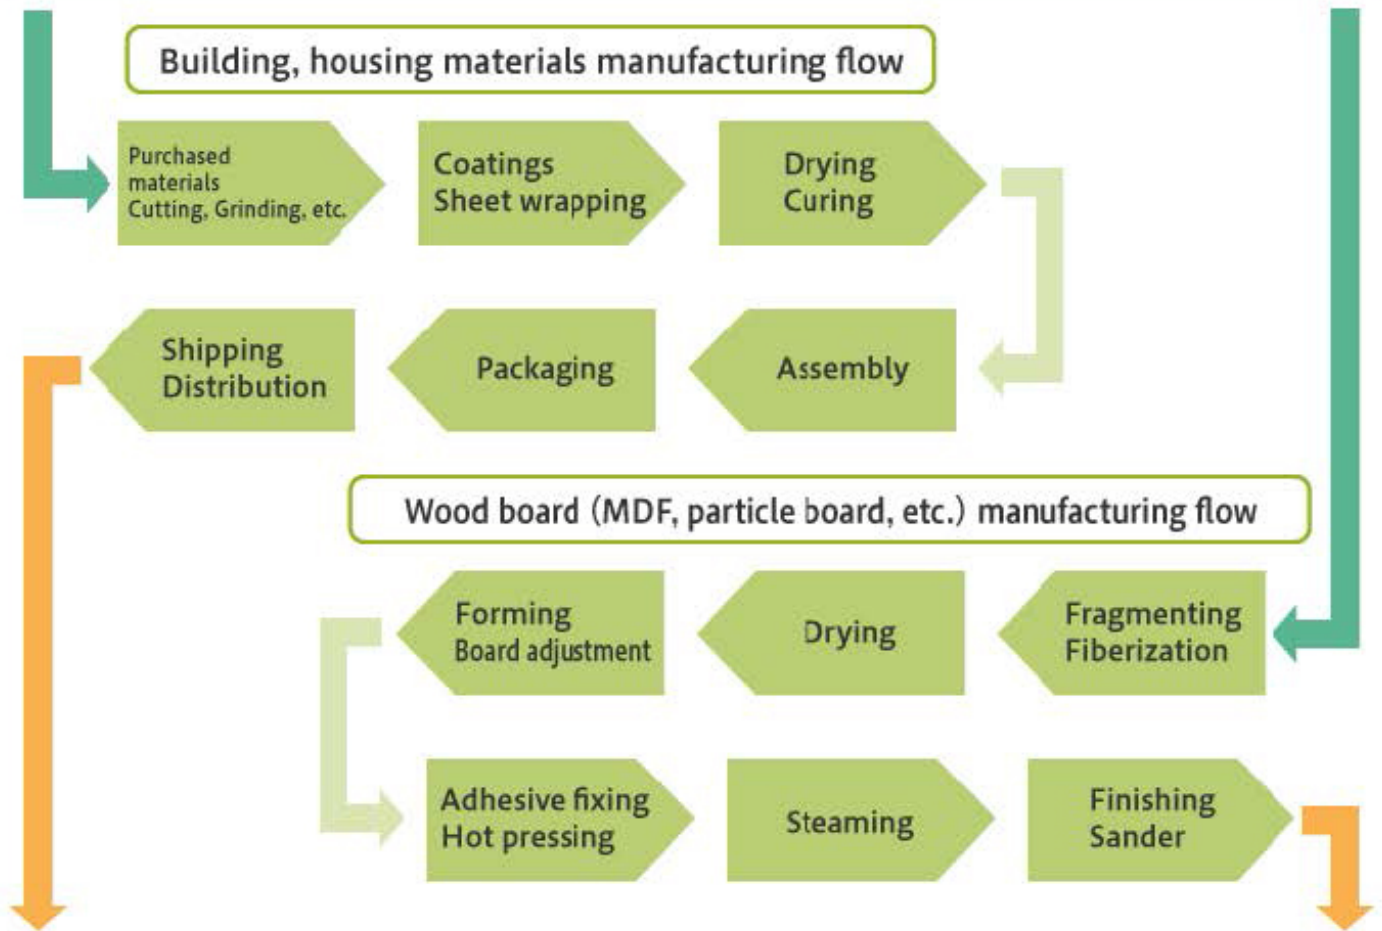 Building, housing materials manufacturing flow
Purchased
materials
Cutting, Grinding, etc.
Coatings
Sheet wrapping
Drying
Curing
Assembly
Packaging
Shipping
Distribution
Wood board (MDF, particle board, etc.) manufacturing flow
Fragmenting
Fiberization
Drying
Forming
Board adjustment
Adhesive fixing
Hot pressing
Steaming
Finishing
Sander